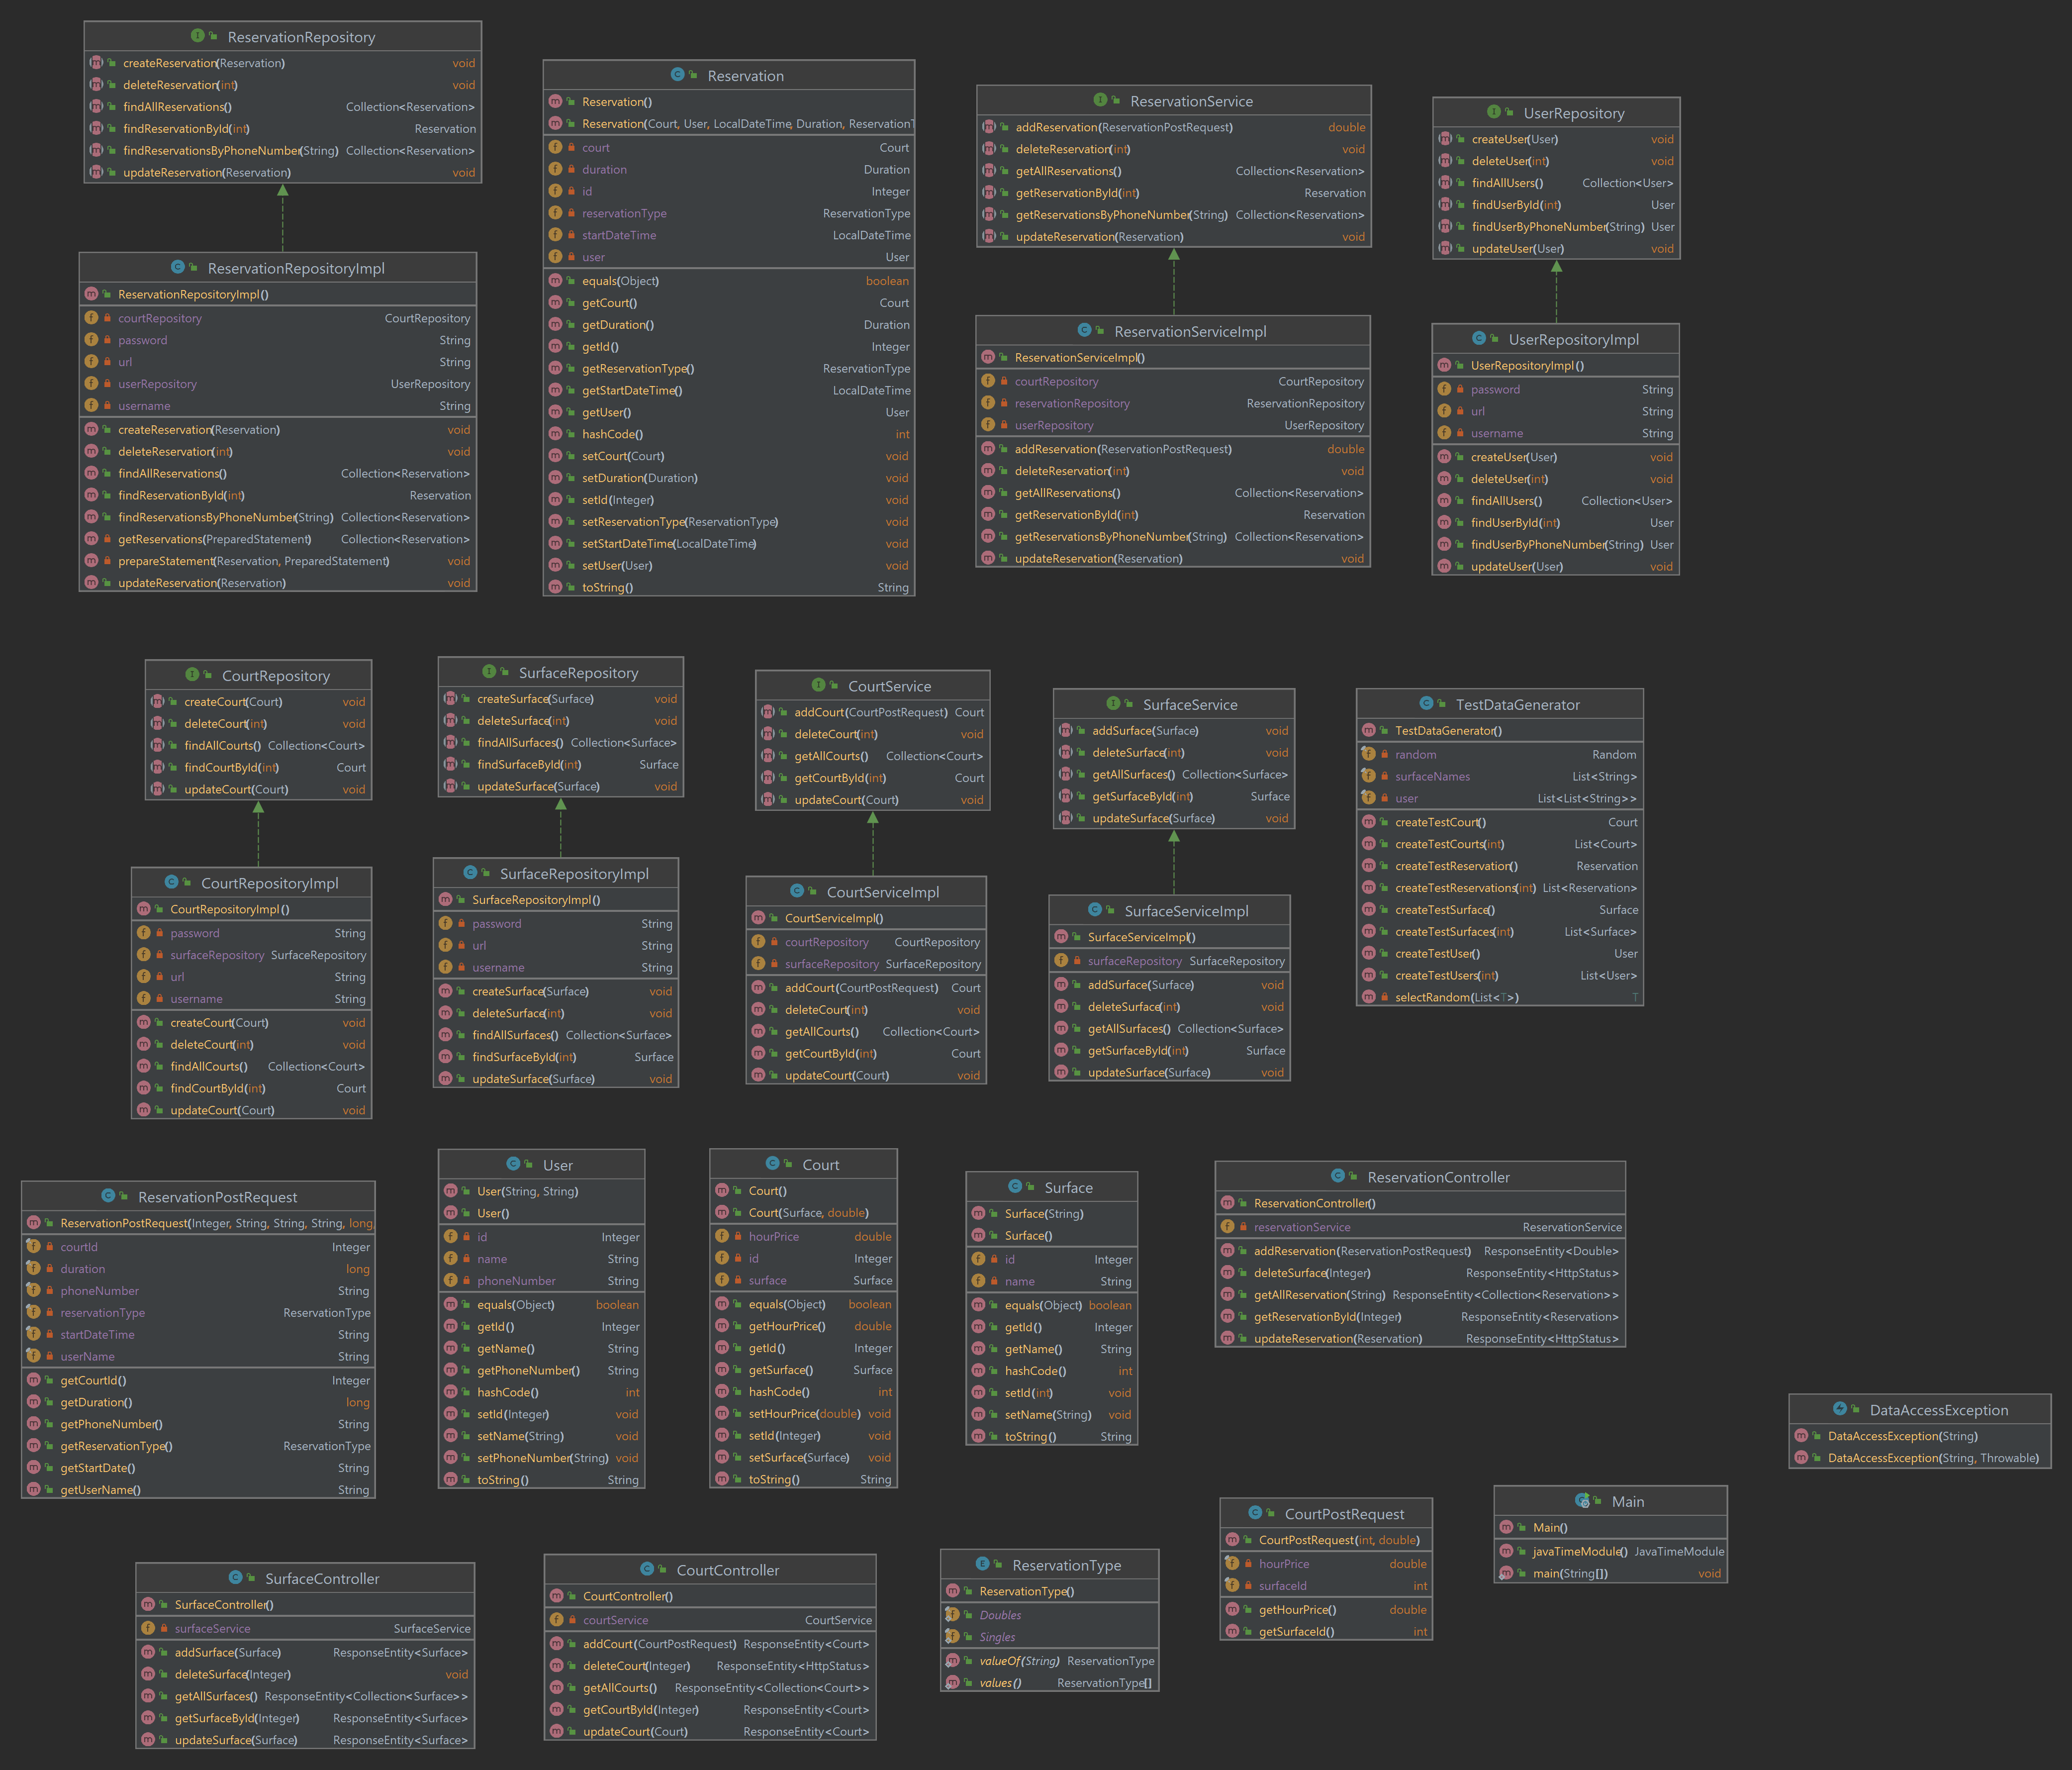 ReservationRepository
createReservation(Reservation) void
deleteReservation(int) void
findAllReservations() Collection<Reservation>
findReservationById(int) Reservation
findReservationsByPhoneNumber(String) Collection<Reservation>
updateReservation(Reservation) void
ReservationRepositoryImpl
ReservationRepositoryImpl()
courtRepository CourtRepository
password String
url String
userRepository UserRepository
username String
createReservation(Reservation) void
deleteReservation(int) void
findAllReservations() Collection<Reservation>
findReservationById(int) Reservation
findReservationsByPhoneNumber(String) Collection<Reservation>
getReservations(PreparedStatement) Collection<Reservation>
prepareStatement(Reservation, PreparedStatement) void
updateReservation(Reservation) void
Reservation
Reservation()
Reservation(Court, User, LocalDateTime, Duration, ReservationT
court Court
duration Duration
id Integer
reservationType ReservationType
startDateTime LocalDateTime
user User
equals(Object) boolean
getCourt() Court
getDuration() Duration
getId() Integer
getReservationType() ReservationType
getStartDateTime() LocalDateTime
getUser() User
hashCode() int
setCourt(Court) void
setDuration(Duration) void
setId(Integer) void
setReservationType(ReservationType) void
setStartDateTime(LocalDateTime) void
setUser(User) void
toString() String
ReservationService
addReservation(ReservationPostRequest) double
deleteReservation(int) void
getAllReservations() Collection<Reservation>
getReservationById(int) Reservation
getReservationsByPhoneNumber(String) Collection<Reservation>
updateReservation(Reservation) void
ReservationServiceImpl
ReservationServiceImpl()
courtRepository CourtRepository
reservationRepository ReservationRepository
userRepository UserRepository
addReservation(ReservationPostRequest) double
deleteReservation(int) void
getAllReservations() Collection<Reservation>
getReservationById(int) Reservation
getReservationsByPhoneNumber(String) Collection<Reservation>
updateReservation(Reservation) void
UserRepository
createUser(User) void
deleteUser(int) void
findAllUsers() Collection<User>
findUserById(int) User
findUserByPhoneNumber(String) User
updateUser(User) void
UserRepositoryImpl
UserRepositoryImpl()
password String
url String
username String
createUser(User) void
deleteUser(int) void
findAllUsers() Collection<User>
findUserById(int) User
findUserByPhoneNumber(String) User
updateUser(User) void
CourtRepository
createCourt(Court) void
deleteCourt(int) void
findAllCourts() Collection<Court>
findCourtById(int) Court
updateCourt(Court) void
CourtRepositoryImpl
CourtRepositoryImpl()
password String
surfaceRepository SurfaceRepository
url String
username String
createCourt(Court) void
deleteCourt(int) void
findAllCourts() Collection<Court>
findCourtById(int) Court
updateCourt(Court) void
SurfaceRepository
createSurface(Surface) void
deleteSurface(int) void
findAllSurfaces() Collection<Surface>
findSurfaceById(int) Surface
updateSurface(Surface) void
SurfaceRepositoryImpl
SurfaceRepositoryImpl()
password String
url String
username String
createSurface(Surface) void
deleteSurface(int) void
findAllSurfaces() Collection<Surface>
findSurfaceById(int) Surface
updateSurface(Surface) void
CourtService
addCourt(CourtPostRequest) Court
deleteCourt(int) void
getAllCourts() Collection<Court>
getCourtById(int) Court
updateCourt(Court) void
CourtServiceImpl
CourtServiceImpl()
courtRepository CourtRepository
surfaceRepository SurfaceRepository
addCourt(CourtPostRequest) Court
deleteCourt(int) void
getAllCourts() Collection<Court>
getCourtById(int) Court
updateCourt(Court) void
SurfaceService
addSurface(Surface) void
deleteSurface(int) void
getAllSurfaces() Collection<Surface>
getSurfaceById(int) Surface
updateSurface(Surface) void
SurfaceServiceImpl
SurfaceServiceImpl()
surfaceRepository SurfaceRepository
addSurface(Surface) void
deleteSurface(int) void
getAllSurfaces() Collection<Surface>
getSurfaceById(int) Surface
updateSurface(Surface) void
TestDataGenerator
TestDataGenerator()
random Random
surfaceNames List<String>
user List<List<String>>
createTestCourt() Court
createTestCourts(int) List<Court>
createTestReservation() Reservation
createTestReservations(int) List<Reservation>
createTestSurface() Surface
createTestSurfaces(int) List<Surface>
createTestUser() User
createTestUsers(int) List<User>
selectRandom(List<T>) T
ReservationPostRequest
ReservationPostRequest(Integer, String, String, String, long,
courtId Integer
duration long
phoneNumber String
reservationType ReservationType
startDateTime String
userName String
getCourtId() Integer
getDuration() long
getPhoneNumber() String
getReservationType() ReservationType
getStartDate() String
getUserName() String
User
User(String, String)
User()
id Integer
name String
phoneNumber String
equals(Object) boolean
getId() Integer
getName() String
getPhoneNumber() String
hashCode() int
setId(Integer) void
setName(String) void
setPhoneNumber(String) void
toString() String
Court
Court()
Court(Surface, double)
hourPrice double
id Integer
surface Surface
equals(Object) boolean
getHourPrice() double
getId() Integer
getSurface() Surface
hashCode() int
setHourPrice(double) void
setId(Integer) void
setSurface(Surface) void
toString() String
Surface
Surface(String)
Surface()
id Integer
name String
equals(Object) boolean
getId() Integer
getName() String
hashCode() int
setId(int) void
setName(String) void
toString() String
ReservationController
ReservationController()
reservationService ReservationService
addReservation(ReservationPostRequest) ResponseEntity<Double>
deleteSurface(Integer) ResponseEntity<HttpStatus>
getAllReservation(String) ResponseEntity<Collection<Reservation>>
getReservationById(Integer) ResponseEntity<Reservation>
updateReservation(Reservation) ResponseEntity<HttpStatus>
DataAccessException
DataAccessException(String)
DataAccessException(String, Throwable)
SurfaceController
SurfaceController()
surfaceService SurfaceService
addSurface(Surface) ResponseEntity<Surface>
deleteSurface(Integer) void
getAllSurfaces() ResponseEntity<Collection<Surface>>
getSurfaceById(Integer) ResponseEntity<Surface>
updateSurface(Surface) ResponseEntity<Surface>
CourtController
CourtController()
courtService CourtService
addCourt(CourtPostRequest) ResponseEntity<Court>
deleteCourt(Integer) ResponseEntity<HttpStatus>
getAllCourts() ResponseEntity<Collection<Court>>
getCourtById(Integer) ResponseEntity<Court>
updateCourt(Court) ResponseEntity<Court>
ReservationType
ReservationType()
Doubles
Singles
valueOf(String) ReservationType
values() ReservationType[]
CourtPostRequest
CourtPostRequest(int, double)
hourPrice double
surfaceId int
getHourPrice() double
getSurfaceId() int
Main
Main()
javaTimeModule() JavaTimeModule
main(String[]) void